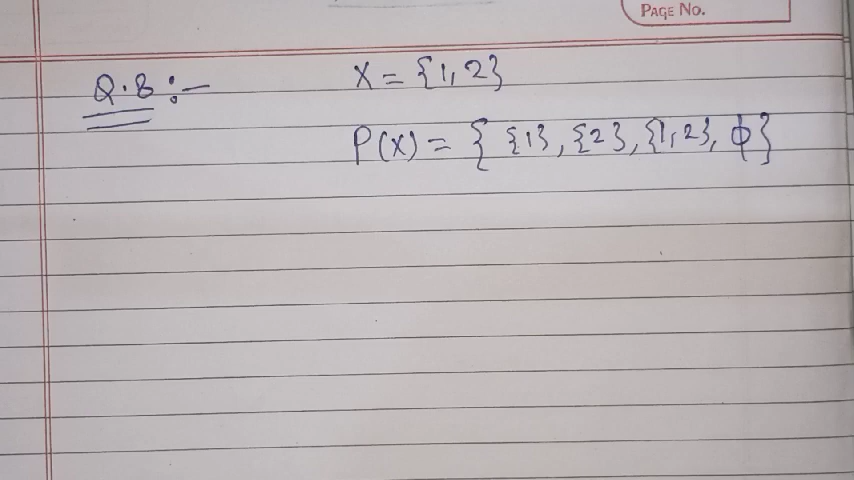 PAGE NO.
Q.8 :- X = {1, 2}
P(X) = { {1}, {2}, {1, 2}, ϕ}